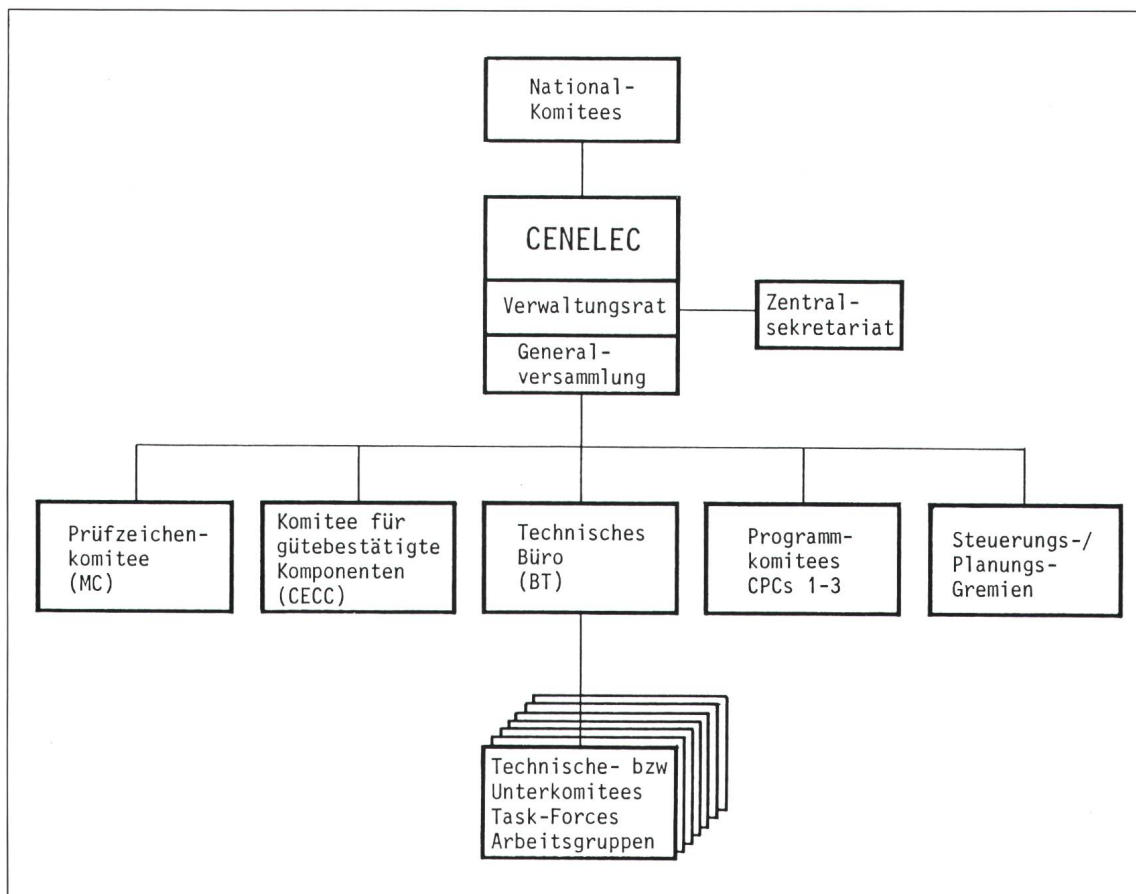 National-
Komitees
CENELEC
Verwaltungsrat
Zentral-
sekretariat
General-
versammlung
Prüfzeichen-
komitee
(MC)
Komitee für
gütebestätigte
Komponenten
(CECC)
Technisches
Büro
(BT)
Programm-
komitees
CPCs 1-3
Steuerungs-/
Planungs-
Gremien
Technische- bzw
Unterkomitees
Task-Forces
Arbeitsgruppen